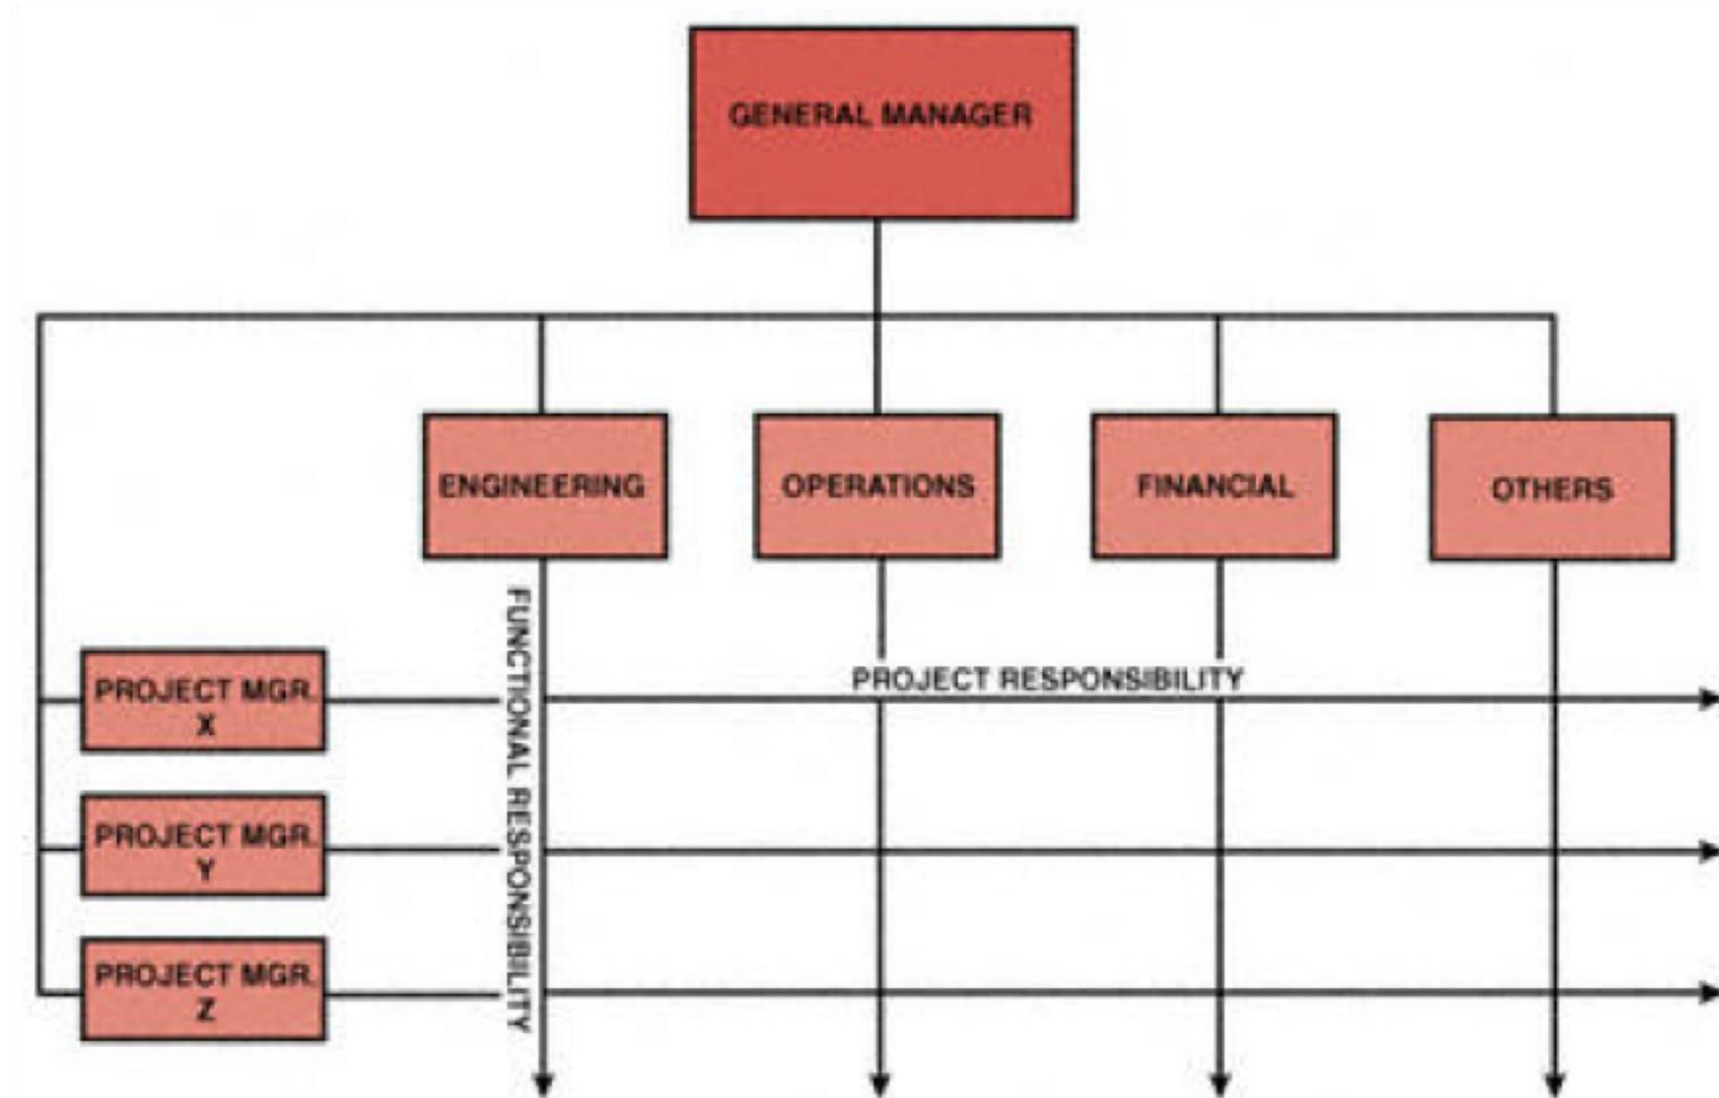 GENERAL MANAGER
ENGINEERING
OPERATIONS
FINANCIAL
OTHERS
FUNCTIONAL RESPONSIBILITY
PROJECT RESPONSIBILITY
PROJECT MGR.
X
PROJECT MGR.
Y
PROJECT MGR.
Z